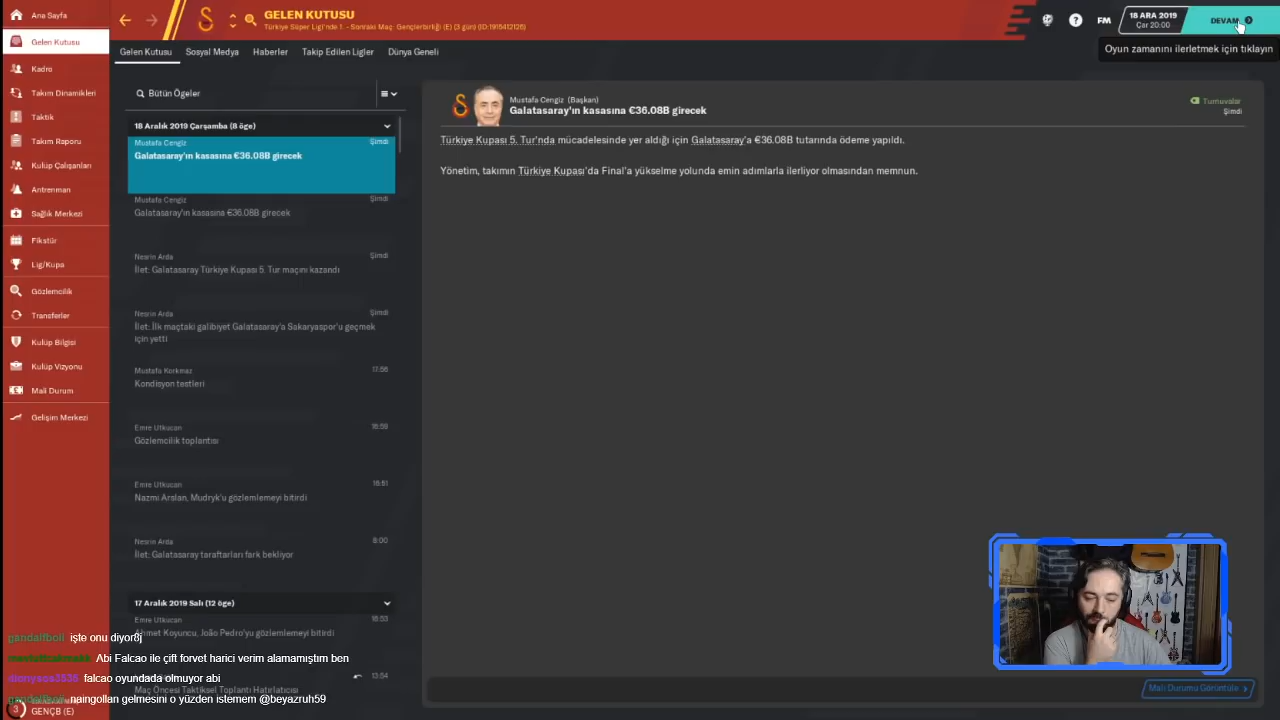 Ana Sayfa
Gelen Kutusu
Kadro
Takım Dinamikleri
Taktik
Takım Raporu
Kulüp Çalışanları
Antrenman
Sağlık Merkezi
Fikstür
Lig/Kupa
Gözlemcilik
Transferler
Kulüp Bilgisi
Kulüp Vizyonu
Mali Durum
Gelişim Merkezi
GELEN KUTUSU
Türkiye Süper Ligi'nde 1. - Sonraki Maç: Gençlerbirliği (E) (3 gün) (ID:1915412126)
FM
18 ARA 2019
Çar 20:00
DEVAM
Oyun zamanını ilerletmek için tıklayın
Gelen Kutusu
Sosyal Medya
Haberler
Takip Edilen Ligler
Dünya Geneli
Bütün Ögeler
18 Aralık 2019 Çarşamba (8 öge)
Mustafa Cengiz
Şimdi
Galatasaray'ın kasasına €36.08B girecek
Mustafa Cengiz
Şimdi
Galatasaray'ın kasasına €36.08B girecek
Nesrin Arda
Şimdi
İlet: Galatasaray Türkiye Kupası 5. Tur maçını kazandı
Nesrin Arda
Şimdi
İlet: İlk maçtaki galibiyet Galatasaray'a Sakaryaspor'u geçmek
için yetti
Mustafa Korkmaz
17:56
Kondisyon testleri
Emre Utkucan
16:59
Gözlemcilik toplantısı
Emre Utkucan
16:51
Nazmi Arslan, Mudryk'u gözlemlemeyi bitirdi
Nesrin Arda
8:00
İlet: Galatasaray taraftarları fark bekliyor
17 Aralık 2019 Salı (12 öge)
Emre Utkucan
16:53
Ahmet Koyuncu, João Pedro'yu gözlemlemeyi bitirdi
13:54
Maç Öncesi Taktiksel Toplantı Hatırlatıcısı
Mustafa Cengiz (Başkan)
Galatasaray'ın kasasına €36.08B girecek
Turnuvalar
Şimdi
Türkiye Kupası 5. Tur'nda mücadelesinde yer aldığı için Galatasaray'a €36.08B tutarında ödeme yapıldı.
Yönetim, takımın Türkiye Kupası'da Final'a yükselme yolunda emin adımlarla ilerliyor olmasından memnun.
Mali Durumu Görüntüle
gandalfboii işte onu diyor8j
Abi Falcao ile çift forvet harici verim alamamıştım ben
dionysos2535 falcao oyundada olmuyor abi
gandalfboii naingollan gelmesini o yüzden istemem @beyazruh59
3
GENÇB (E)